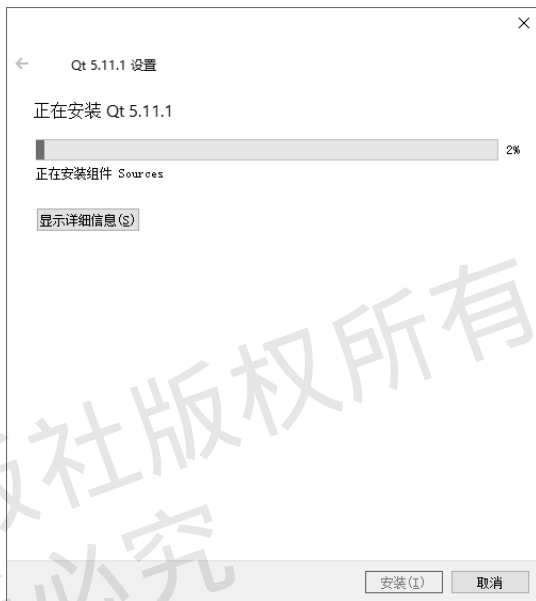 Qt 5.11.1 设置
正在安装 Qt 5.11.1
2%
正在安装组件 Sources
显示详细信息(S)
版社版权所有
必究
安装(I)
取消